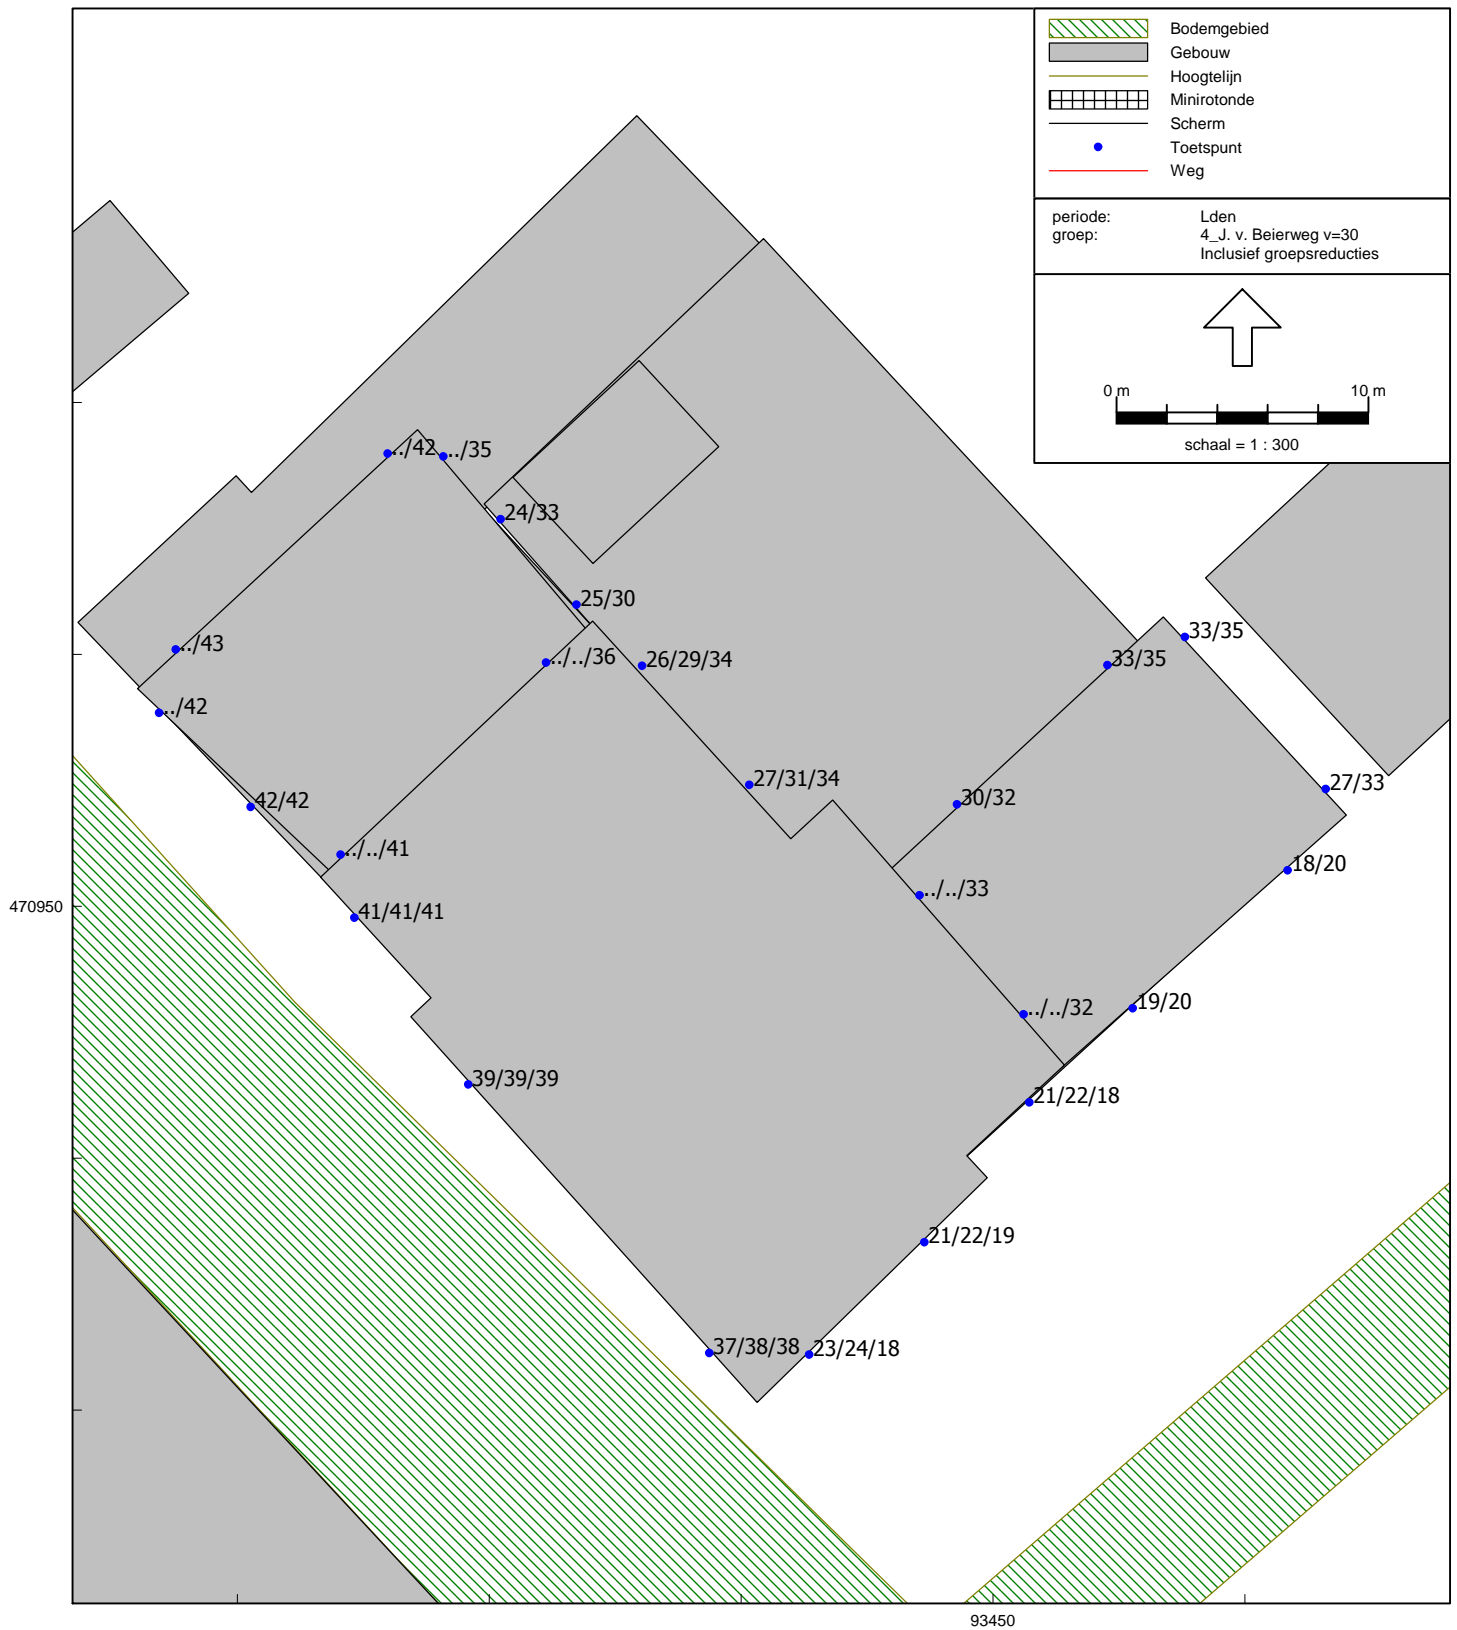 Bodemgebied
Gebouw
Hoogtelijn
Minirotonde
Scherm
Toetspunt
Weg
periode: Lden
groep: 4_J. v. Beierweg v=30
Inclusief groepsreducties
0 m 10 m
schaal = 1 : 300
../42
../35
24/33
25/30
../43
../../36
26/29/34
33/35
33/35
../42
27/31/34
27/33
42/42
30/32
../../41
18/20
../../33
41/41/41
470950
../../32
19/20
39/39/39
21/22/18
21/22/19
37/38/38
23/24/18
93450